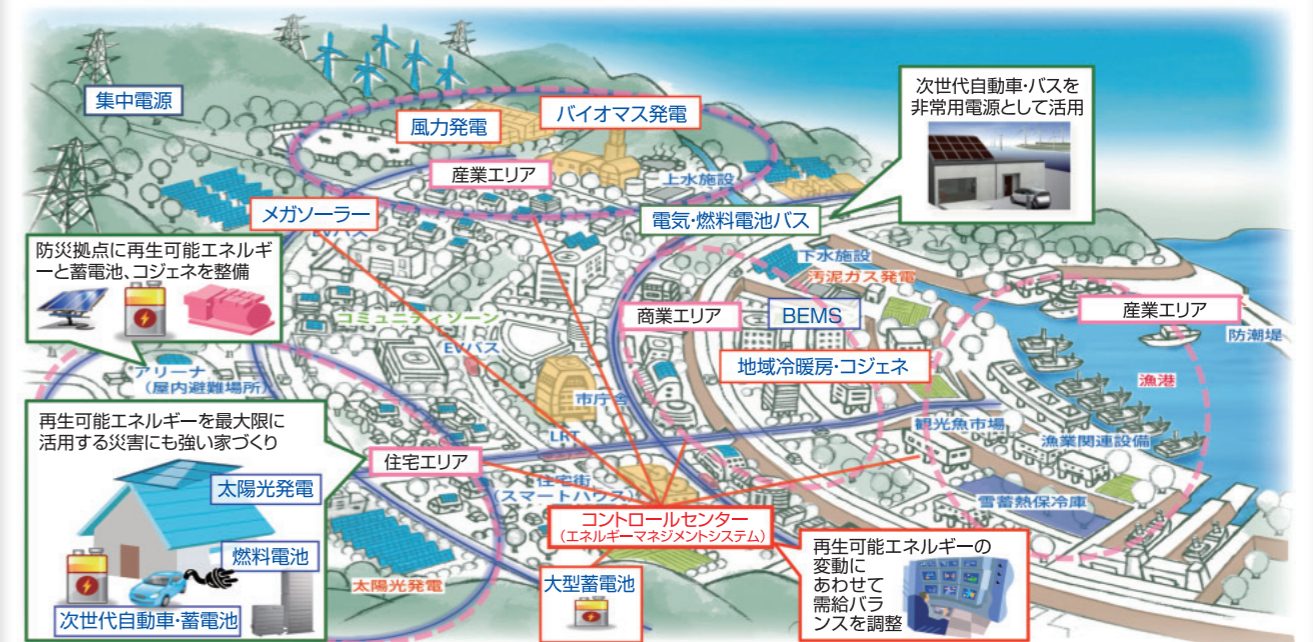 集中電源
風力発電
バイオマス発電
次世代自動車・バスを
非常用電源として活用
産業エリア
上水施設
メガソーラー
EVバス
電気・燃料電池バス
防災拠点に再生可能エネルギ
ーと蓄電池、コジェネを整備
下水施設
汚泥ガス発電
コミュニティゾーン
EVバス
商業エリア
BEMS
産業エリア
防潮堤
アリーナ
(屋内避難場所)
地域冷暖房・コジェネ
漁港
市庁舎
再生可能エネルギーを最大限に
活用する災害にも強い家づくり
LRT
観光魚市場
漁業関連設備
住宅エリア
太陽光発電
住宅街
(スマートハウス)
雪蓄熱保冷庫
コントロールセンター
(エネルギーマネジメントシステム)
燃料電池
次世代自動車・蓄電池
太陽光発電
大型蓄電池
再生可能エネルギーの
変動に
あわせて
需給バラ
ンスを調整